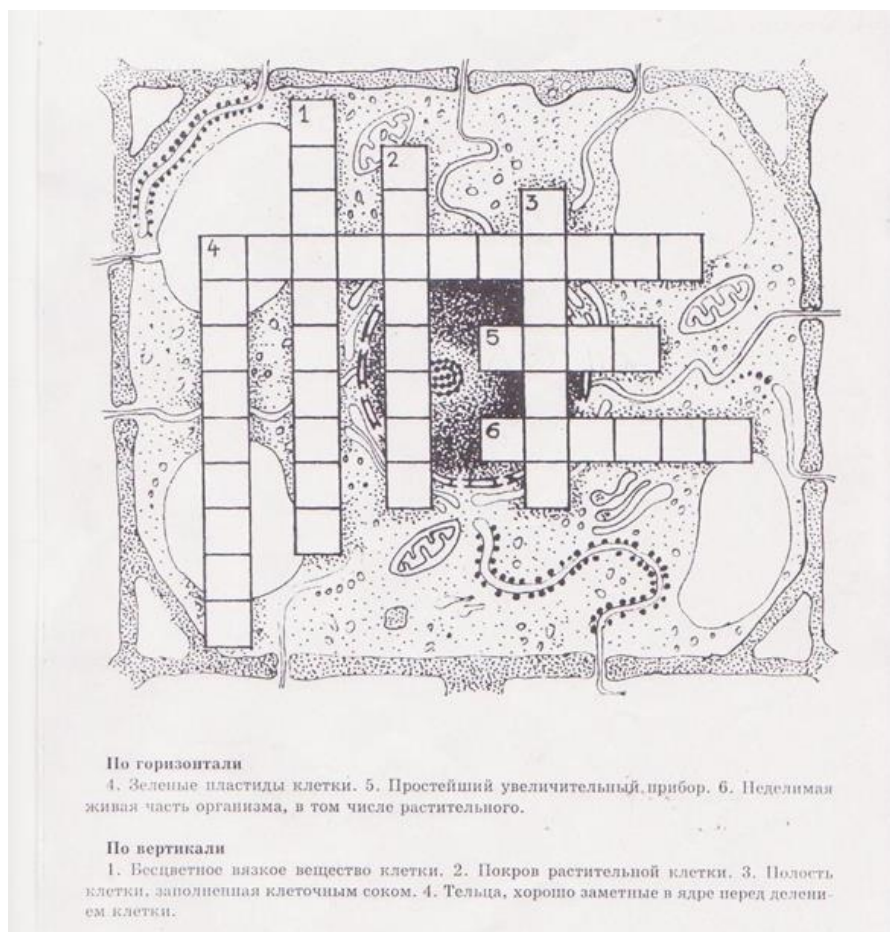 1
2
3
4
5
6
По горизонтали
4. Зеленые пластиды клетки. 5. Простейший увеличительный прибор. 6. Неделимая
живая часть организма, в том числе растительного.
По вертикали
1. Бесцветное вязкое вещество клетки. 2. Покров растительной клетки. 3. Полость
клетки, заполненная клеточным соком. 4. Тельца, хорошо заметные в ядре перед делени-
ем клетки.